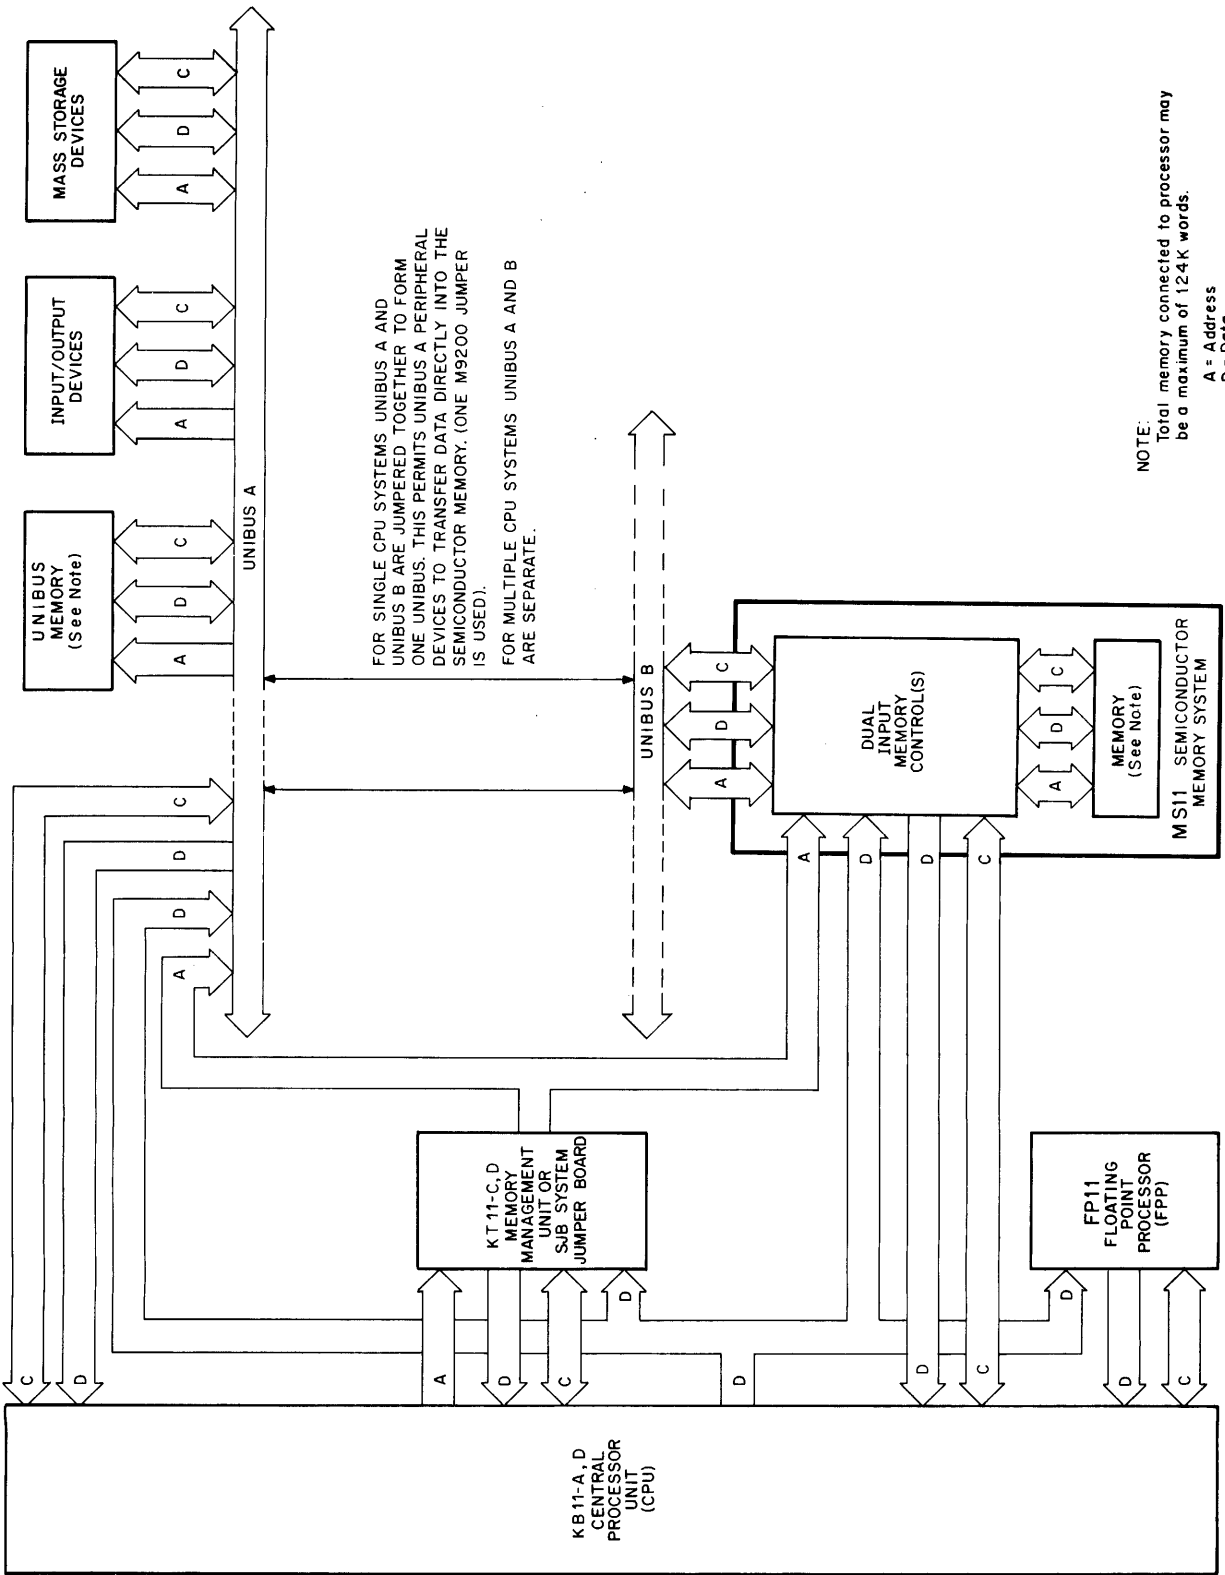 KB11-A, D
CENTRAL
PROCESSOR
UNIT
(CPU)
C
D
A
D
C
D
D
C
D
C
KT11-C, D
MEMORY
MANAGEMENT
UNIT OR
SJB SYSTEM
JUMPER BOARD
D
FP11
FLOATING
POINT
PROCESSOR
(FPP)
D
A
D
D
C
UNIBUS A
UNIBUS
MEMORY
(See Note)
A
D
C
INPUT/OUTPUT
DEVICES
A
D
C
MASS STORAGE
DEVICES
A
D
C
FOR SINGLE CPU SYSTEMS UNIBUS A AND
UNIBUS B ARE JUMPERED TOGETHER TO FORM
ONE UNIBUS. THIS PERMITS UNIBUS A PERIPHERAL
DEVICES TO TRANSFER DATA DIRECTLY INTO THE
SEMICONDUCTOR MEMORY. (ONE M9200 JUMPER
IS USED).
FOR MULTIPLE CPU SYSTEMS UNIBUS A AND B
ARE SEPARATE.
UNIBUS B
A
D
C
A
D
D
C
DUAL
INPUT
MEMORY
CONTROL(S)
A
D
C
MEMORY
(See Note)
MS11 SEMICONDUCTOR
MEMORY SYSTEM
NOTE:
Total memory connected to processor may
be a maximum of 124K words.
A = Address